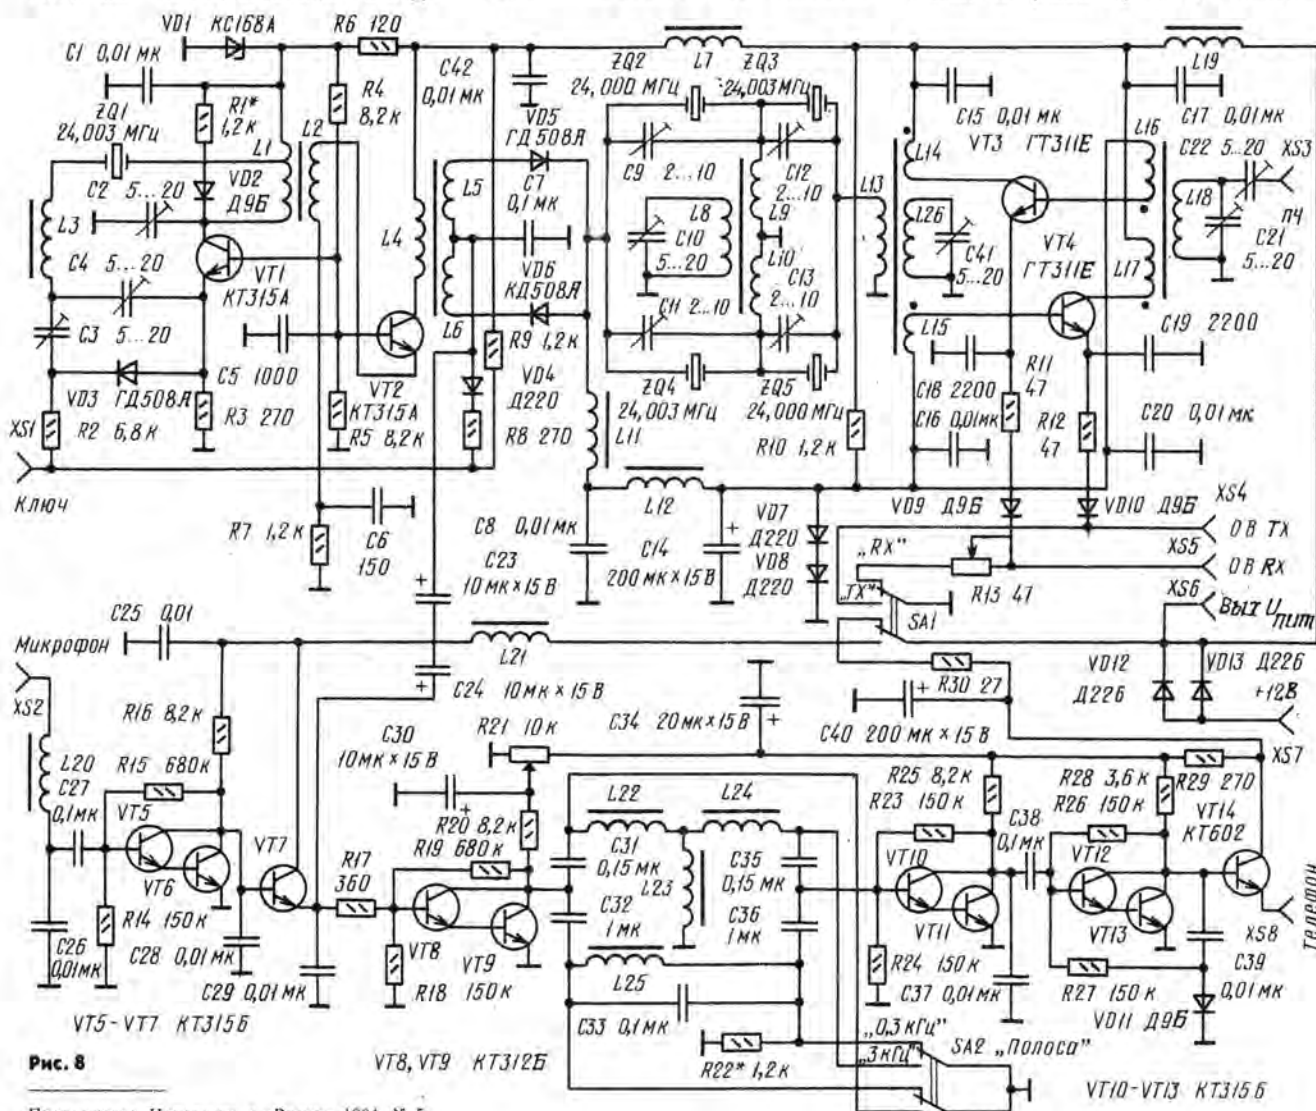 VD1 КС168А
R6 120
C1 0,01 мк
ZQ1
24,003 МГц
R1*
1,2 к
R4
8,2 к
C42
0,01 мк
VD5
ГД508А
ZQ2
24,000 МГц
L7
ZQ3
24,003 МГц
C15 0,01 мк
VT3 ГТ311Е
L19
C17 0,01 мк
L16
C22 5...20
XS3
ПЧ
L1
L2
C2 5...20
VD2
Д9Б
L3
C4 5...20
VT1
КТ315А
C3 5...20
L4
L5
C7
0,1 мк
VD6
КД508А
L6
C9 2...10
C12
2...10
L8
C10
5...20
L9
L10
C13
2...10
C11 2...10
L13
L14
L26
C41
5...20
VT4
ГТ311Е
L17
L18
C21
5...20
L15
C19 2200
VD3 ГД508А
C5 1000
R3 270
VT2
КТ315А
R5 8,2 к
R9 1,2 к
VD4
Д220
R8 270
ZQ4
24,003 МГц
ZQ5
24,000 МГц
L11
R10 1,2 к
C18 2200
C16 0,01 мк
R11
47
R12
47
C20 0,01 мк
XS1
R2 6,8 к
Ключ
R7 1,2 к
C6
150
C8 0,01 мк
L12
C14
200 мк × 15 В
C23
10 мк × 15 В
VD7
Д220
VD8
Д220
VD9 Д9Б
VD10 Д9Б
XS4
0 В TX
„RX"
XS5
0 В RX
„TX"
R13 47
SA1
XS6
Вых Uпит
C25 0,01
Микрофон
XS2
L21
C24 10 мк × 15 В
R30 27
VD12
Д226
VD13 Д226
+12 В
XS7
R16 8,2 к
R15 680 к
L20
C27
0,1 мк
VT5
VT6
VT7
R14 150 к
C26
0,01 мк
C28 0,01 мк
C29 0,01 мк
R17
360
C30
10 мк × 15 В
R21 10 к
C34 20 мк × 15 В
C40 200 мк × 15 В
R20 8,2 к
R19 680 к
VT8
VT9
R18
150 к
L22
L24
C31
0,15 мк
L23
C35
0,15 мк
C32
1 мк
C36
1 мк
L25
C33 0,1 мк
R22* 1,2 к
R25 8,2 к
R23 150 к
VT10
VT11
R24 150 к
C37 0,01 мк
C38
0,1 мк
R28 3,6 к
R26 150 к
R29 270
VT12
VT13
R27 150 к
VT14
КТ602
XS8
Телефон
C39
0,01 мк
VD11 Д9Б
„0,3 кГц"
„3 кГц"
SA2 „Полоса"
VT5-VT7 КТ315Б
VT8, VT9 КТ312Б
VT10-VT13 КТ315Б
Рис. 8